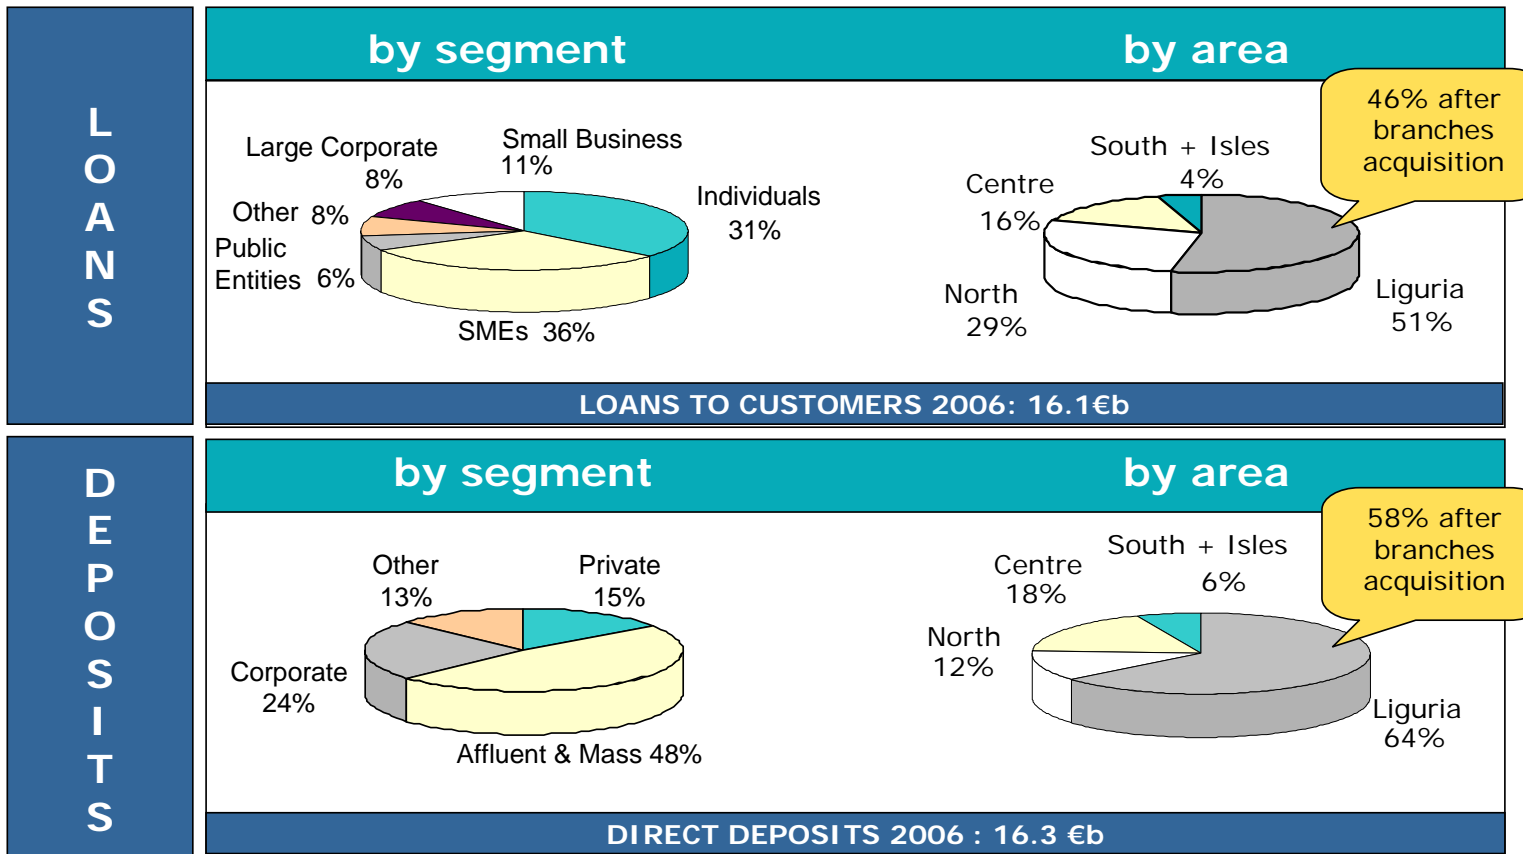 LOANS
by segment
by area
46% after
branches
acquisition
Large Corporate
8%
Small Business
11%
Individuals
31%
Other 8%
Public
Entities 6%
SMEs 36%
South + Isles
4%
Centre
16%
North
29%
Liguria
51%
LOANS TO CUSTOMERS 2006: 16.1€b
DEPOSITS
by segment
by area
58% after
branches
acquisition
Other
13%
Private
15%
Corporate
24%
Affluent & Mass 48%
South + Isles
6%
Centre
18%
North
12%
Liguria
64%
DIRECT DEPOSITS 2006 : 16.3 €b